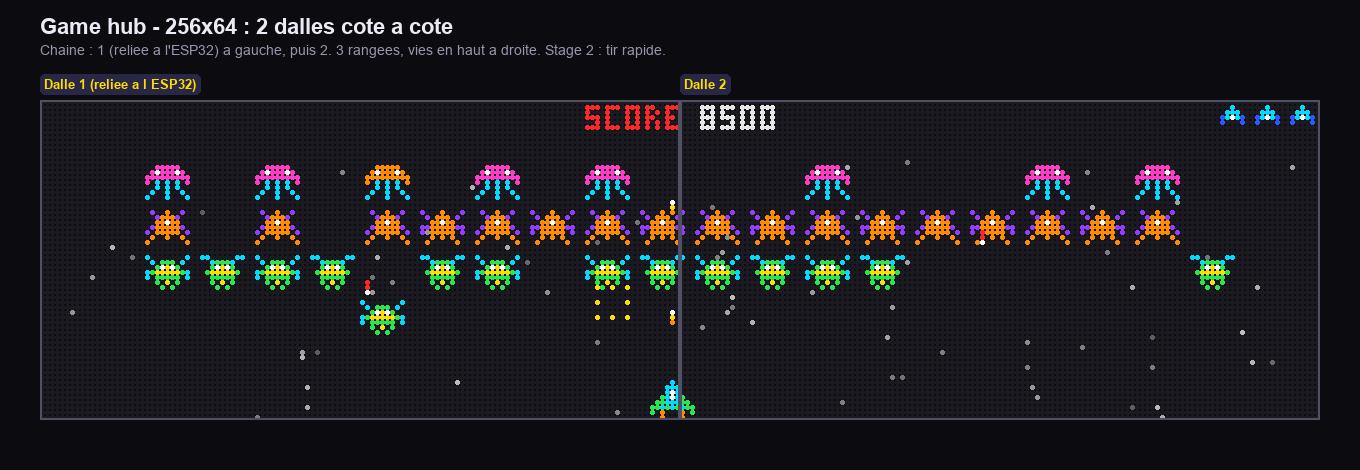 Game hub - 256x64 : 2 dalles cote a cote
Chaine : 1 (reliee a l'ESP32) a gauche, puis 2. 3 rangees, vies en haut a droite. Stage 2 : tir rapide.
Dalle 1 (reliee a l ESP32) Dalle 2
SCORE 8500